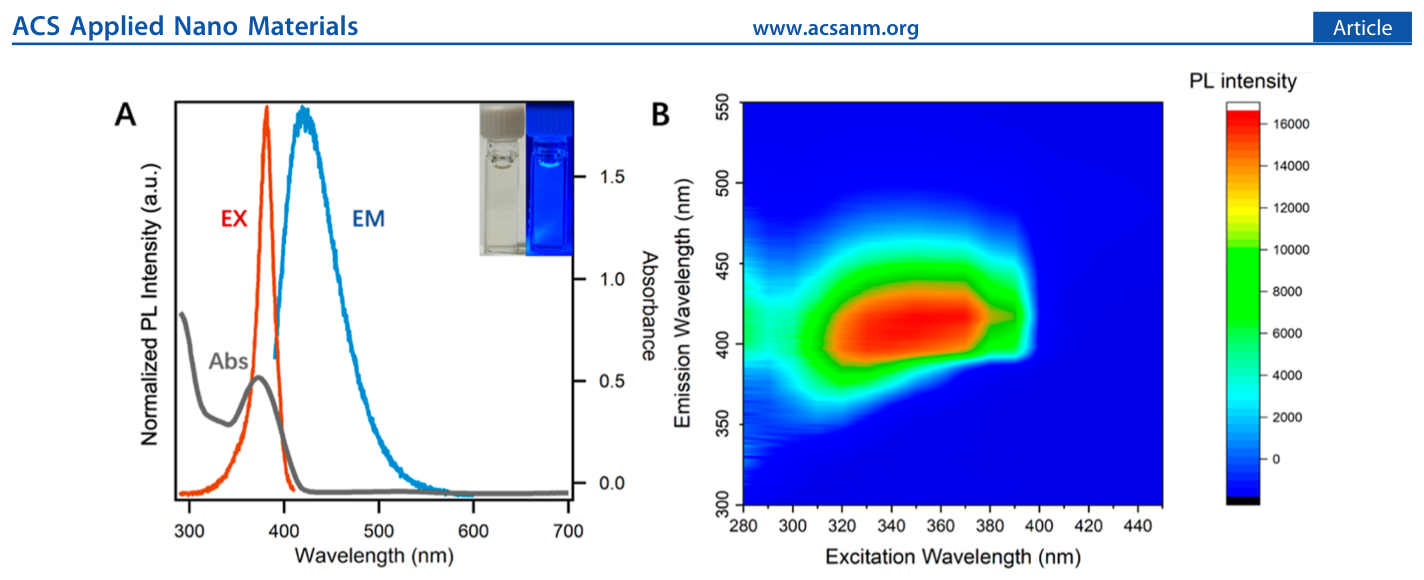 ACS Applied Nano Materials
www.acsanm.org
Article
A
Normalized PL Intensity (a.u.)
EX
EM
Abs
1.5
1.0
0.5
0.0
Absorbance
300 400 500 600 700
Wavelength (nm)
B
Emission Wavelength (nm)
550
500
450
400
350
300
280 300 320 340 360 380 400 420 440
Excitation Wavelength (nm)
PL intensity
16000
14000
12000
10000
8000
6000
4000
2000
0